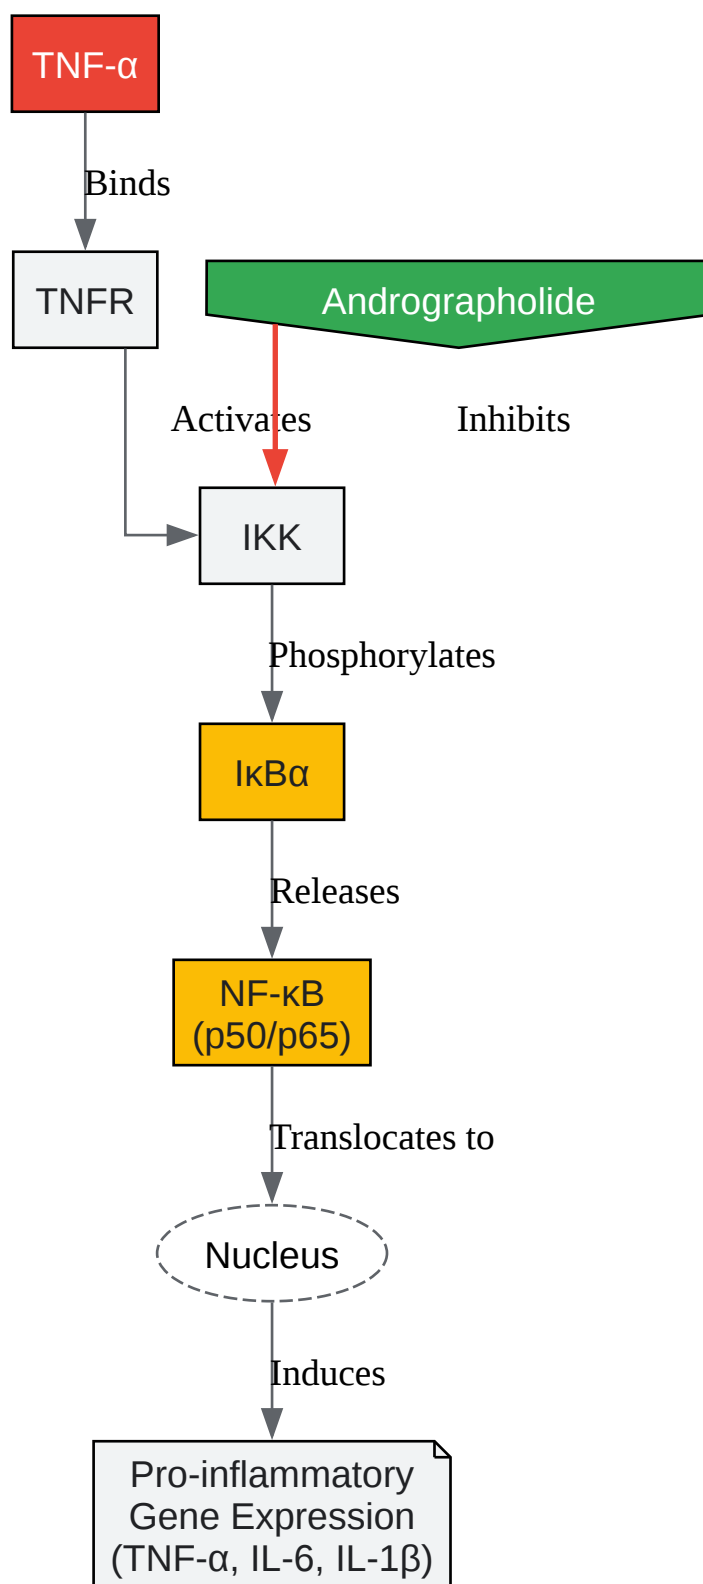 TNF-α
Binds
TNFR
Andrographolide
Activates
Inhibits
IKK
Phosphorylates
IκBα
Releases
NF-κB
(p50/p65)
Translocates to
Nucleus
Induces
Pro-inflammatory
Gene Expression
(TNF-α, IL-6, IL-1β)